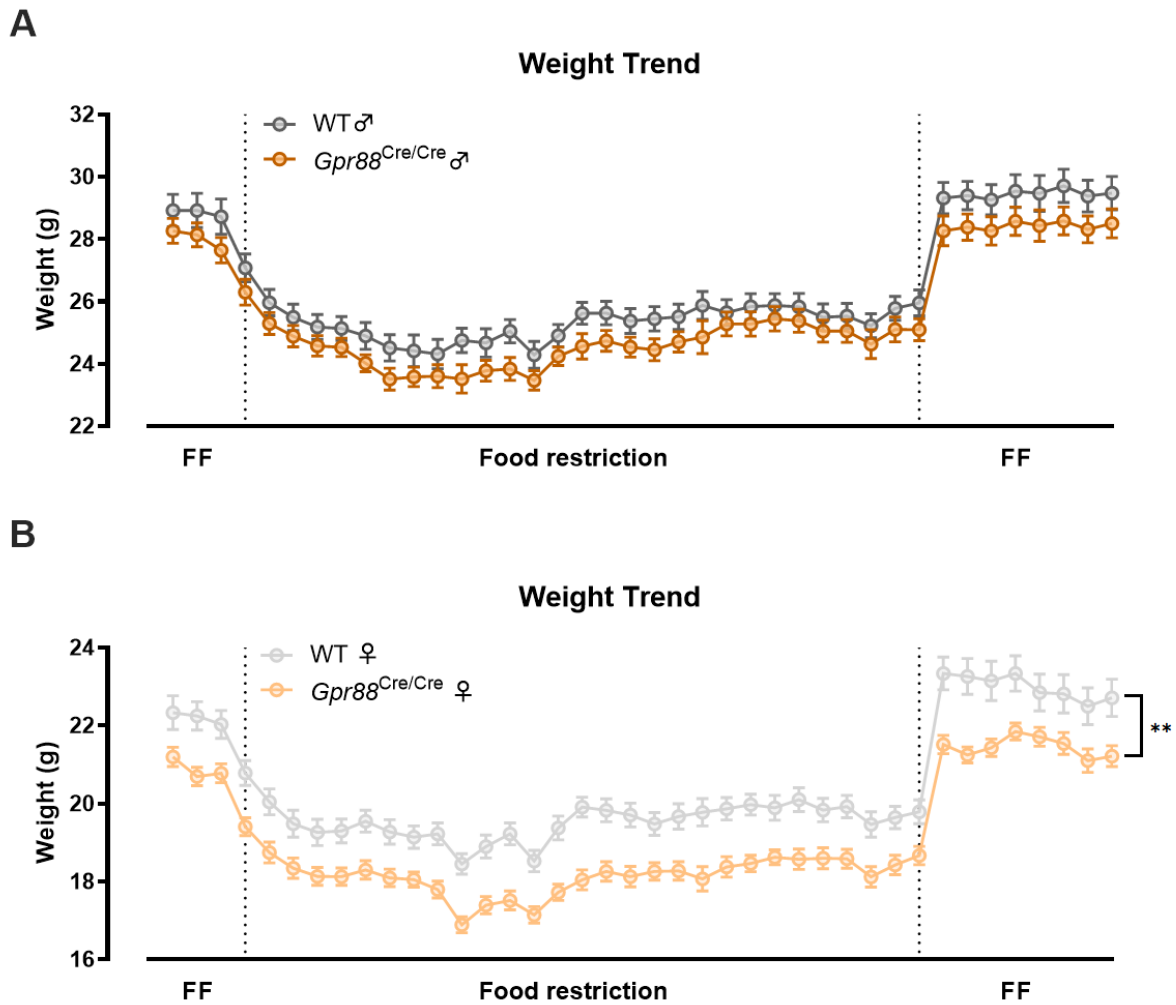 A
Weight Trend
32
30
28
26
24
22
Weight (g)
WT♂
Gpr88Cre/Cre♂
FF Food restriction FF
B
Weight Trend
24
22
20
18
16
Weight (g)
WT ♀
Gpr88Cre/Cre ♀
**
FF Food restriction FF